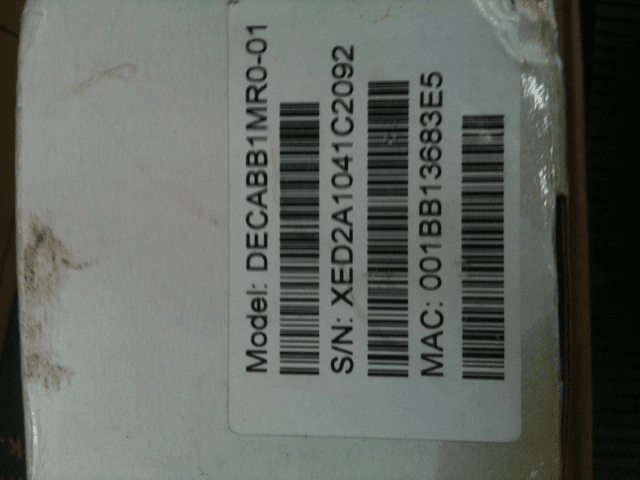 Model: DECABB1MR0-01
S/N: XED2A1041C2092
MAC: 001BB13683E5